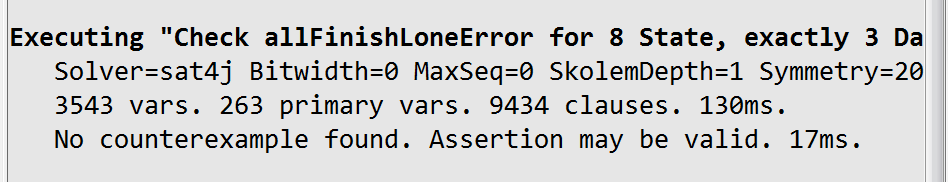 Executing "Check allFinishLoneError for 8 State, exactly 3 Da
Solver=sat4j Bitwidth=0 MaxSeq=0 SkolemDepth=1 Symmetry=20
3543 vars. 263 primary vars. 9434 clauses. 130ms.
No counterexample found. Assertion may be valid. 17ms.